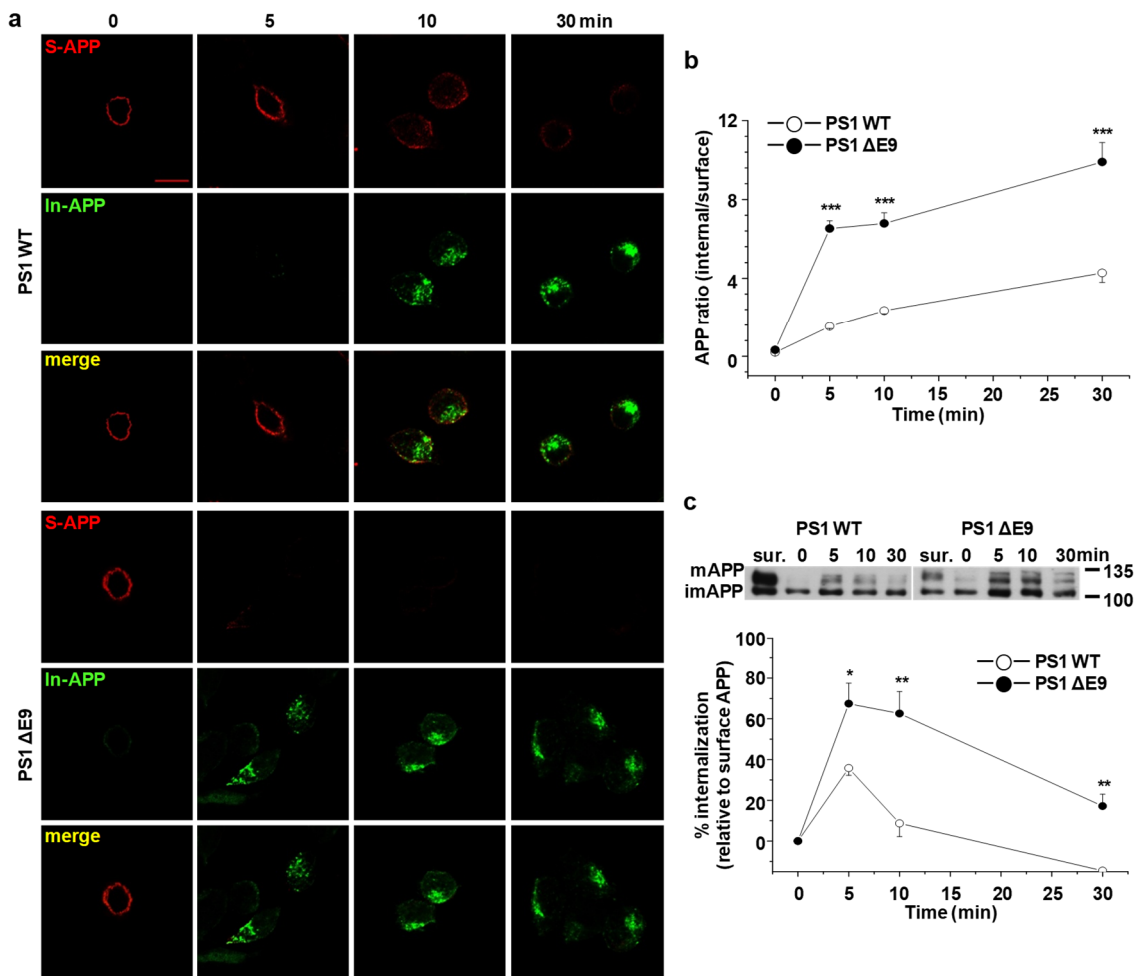 a
0 5 10 30 min
S-APP
In-APP
PS1 WT
merge
S-APP
In-APP
PS1 ΔE9
merge
b
12
8
4
0
APP ratio (internal/surface)
PS1 WT
PS1 ΔE9
***
***
***
0 5 10 15 20 25 30
Time (min)
c
PS1 WT PS1 ΔE9
sur. 0 5 10 30 sur. 0 5 10 30min
mAPP 135
imAPP 100
100
80
60
40
20
0
% internalization
(relative to surface APP)
PS1 WT
PS1 ΔE9
*
**
**
0 5 10 15 20 25 30
Time (min)